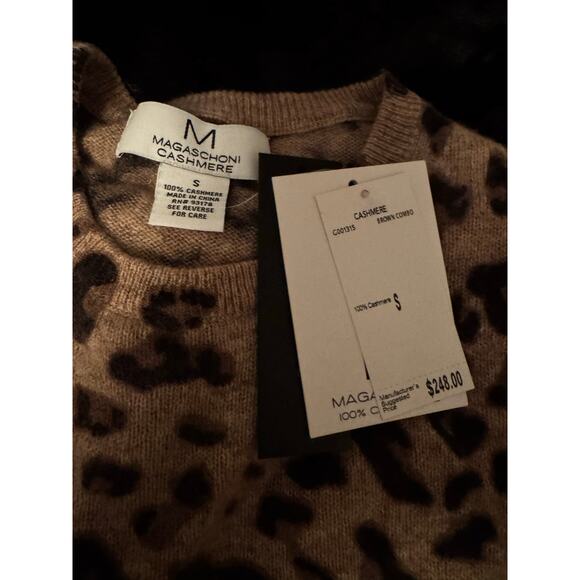 M
MAGASCHONI
CASHMERE
S
100% CASHMERE
MADE IN CHINA
RN# 93178
SEE REVERSE
FOR CARE
CASHMERE
C001315
BROWN COMBO
100% Cashmere
S
Manufacturer's
Suggested
Price
$248.00
MAGA
100% C